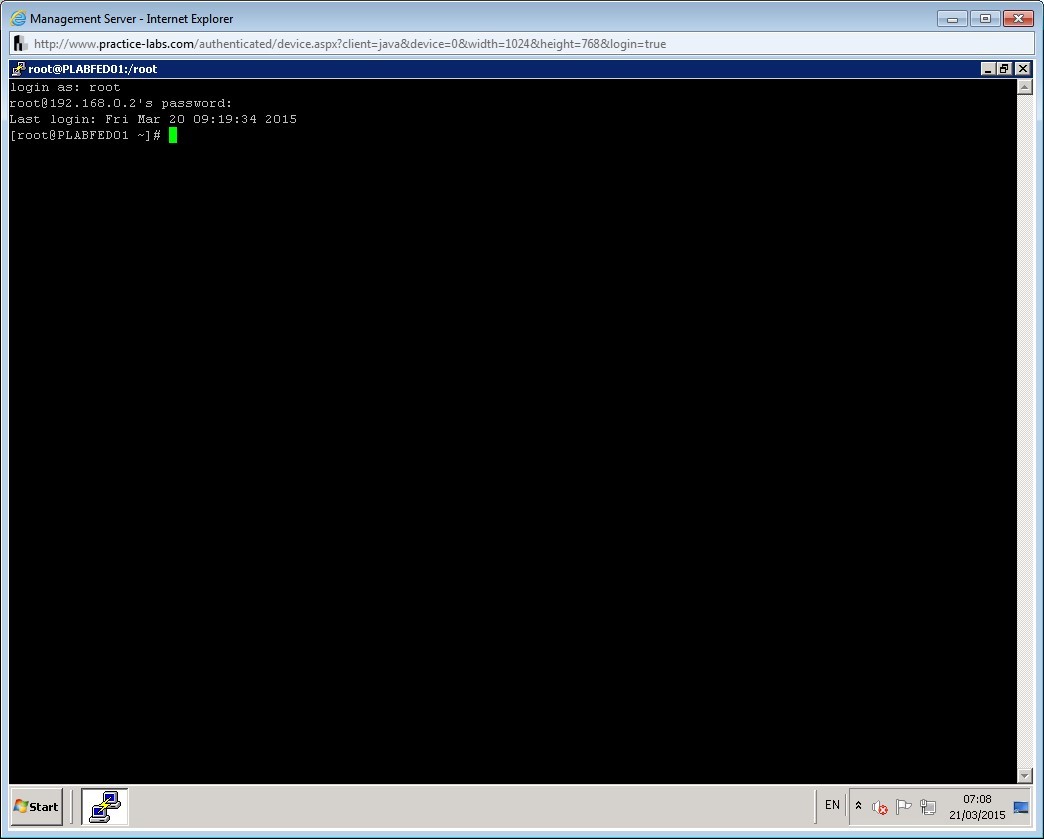 Management Server - Internet Explorer
http://www.practice-labs.com/authenticated/device.aspx?client=java&device=0&width=1024&height=768&login=true
root@PLABFED01:/root
login as: root
root@192.168.0.2's password:
Last login: Fri Mar 20 09:19:34 2015
[root@PLABFED01 ~]#
Start
EN
07:08
21/03/2015